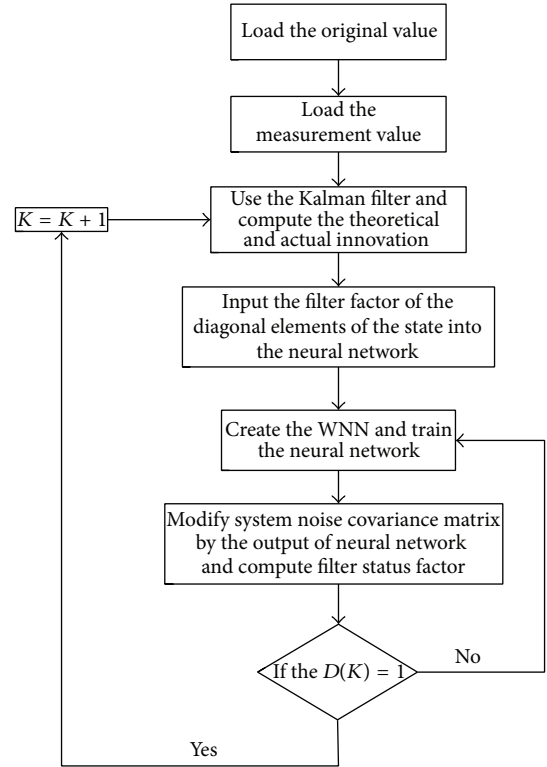 Load the original value
Load the
measurement value
K = K + 1
Use the Kalman filter and
compute the theoretical
and actual innovation
Input the filter factor of the
diagonal elements of the state into
the neural network
Create the WNN and train
the neural network
Modify system noise covariance matrix
by the output of neural network
and compute filter status factor
If the D(K) = 1
No
Yes